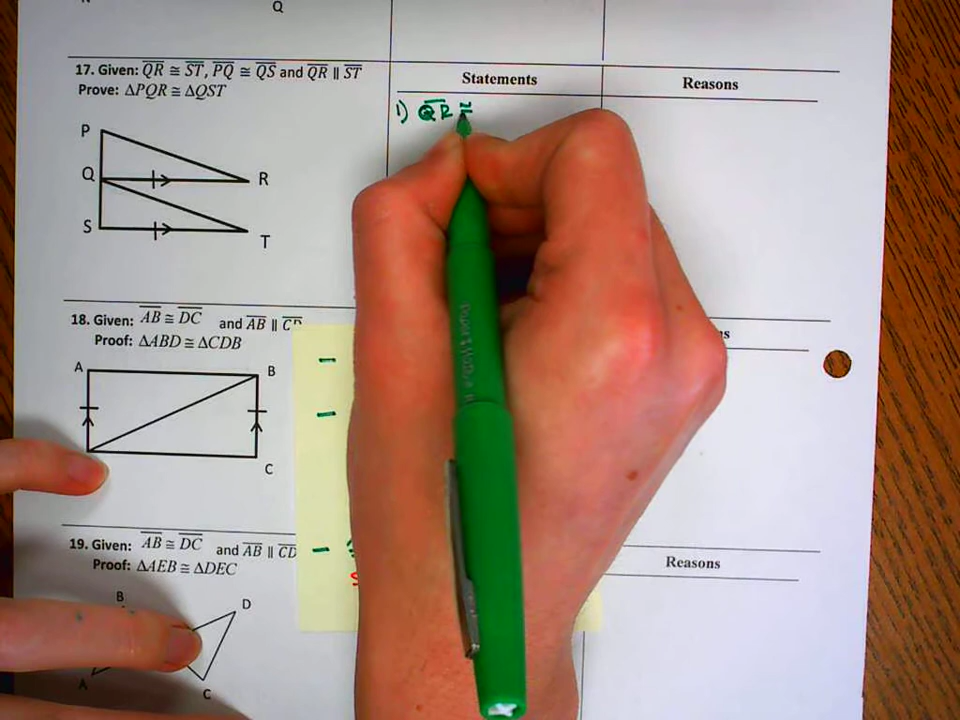 Q
17. Given: QR ≅ ST, PQ ≅ QS and QR ∥ ST
Prove: ΔPQR ≅ ΔQST
Statements
Reasons
1) QR ≅
P
Q
R
S
T
18. Given: AB ≅ DC and AB ∥ CD
Proof: ΔABD ≅ ΔCDB
A
B
C
19. Given: AB ≅ DC and AB ∥ CD
Proof: ΔAEB ≅ ΔDEC
Reasons
B
D
A
C